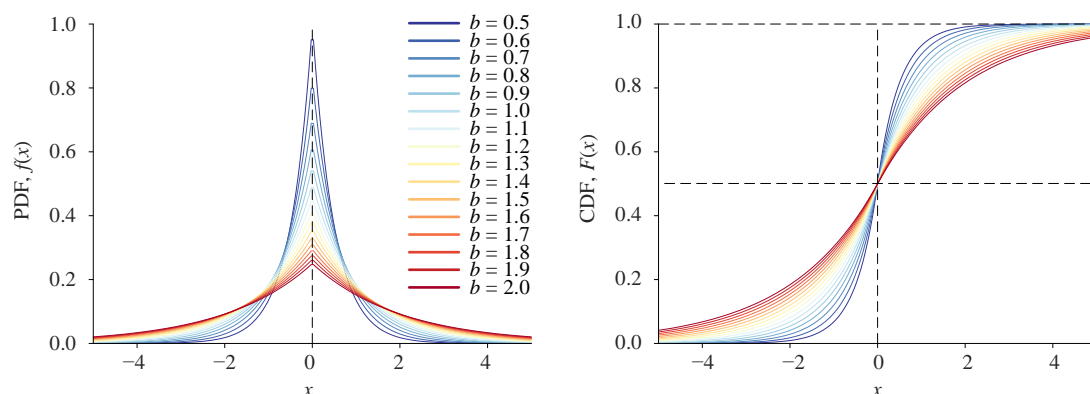 PDF, f(x)
1.0
0.8
0.6
0.4
0.2
0.0
−4
−2
0
2
4
x
b = 0.5
b = 0.6
b = 0.7
b = 0.8
b = 0.9
b = 1.0
b = 1.1
b = 1.2
b = 1.3
b = 1.4
b = 1.5
b = 1.6
b = 1.7
b = 1.8
b = 1.9
b = 2.0
CDF, F(x)
1.0
0.8
0.6
0.4
0.2
0.0
−4
−2
0
2
4
x